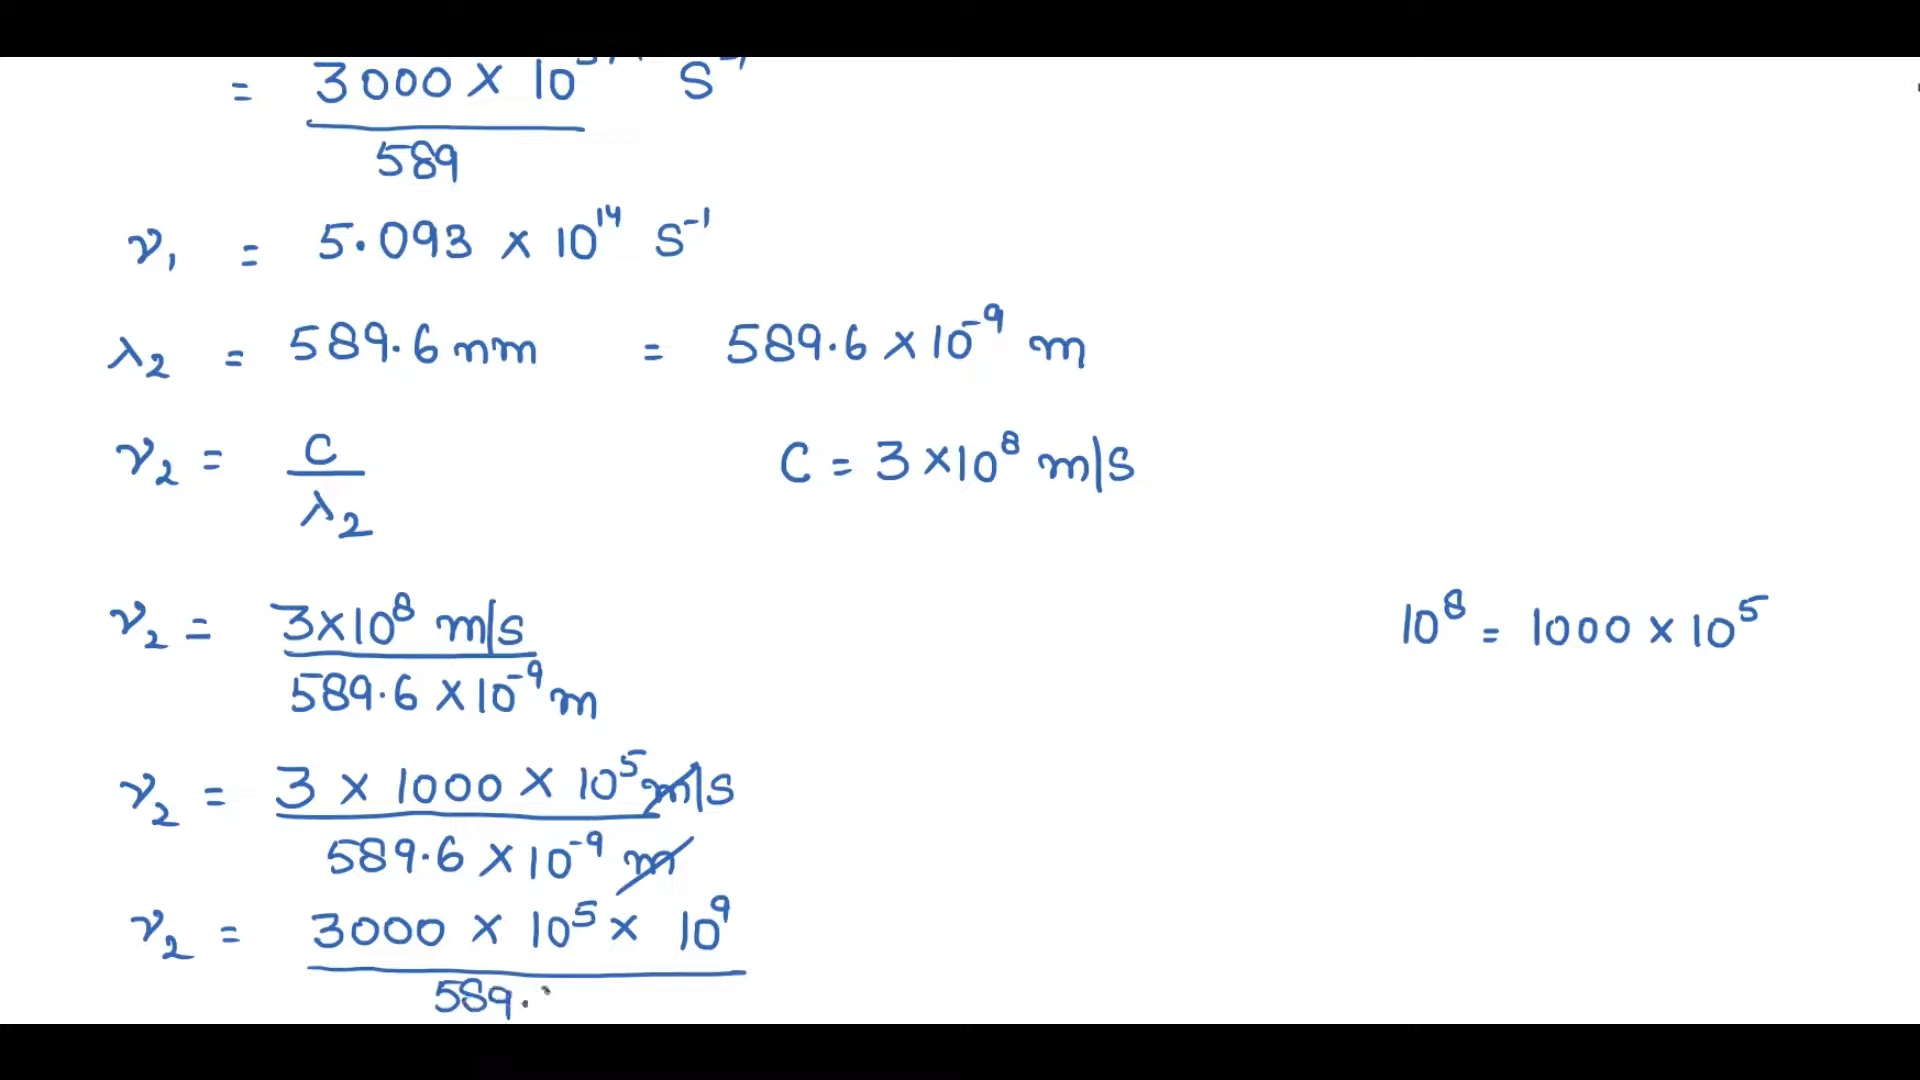 = 3000 × 10 S⁻¹
589
ν₁ = 5.093 × 10¹⁴ S⁻¹
λ₂ = 589.6 nm = 589.6 × 10⁻⁹ m
ν₂ = C / λ₂ C = 3 × 10⁸ m/s
ν₂ = 3×10⁸ m/s 10⁸ = 1000 × 10⁵
589.6 × 10⁻⁹ m
ν₂ = 3 × 1000 × 10⁵ m/s
589.6 × 10⁻⁹ m
ν₂ = 3000 × 10⁵ × 10⁹
589.